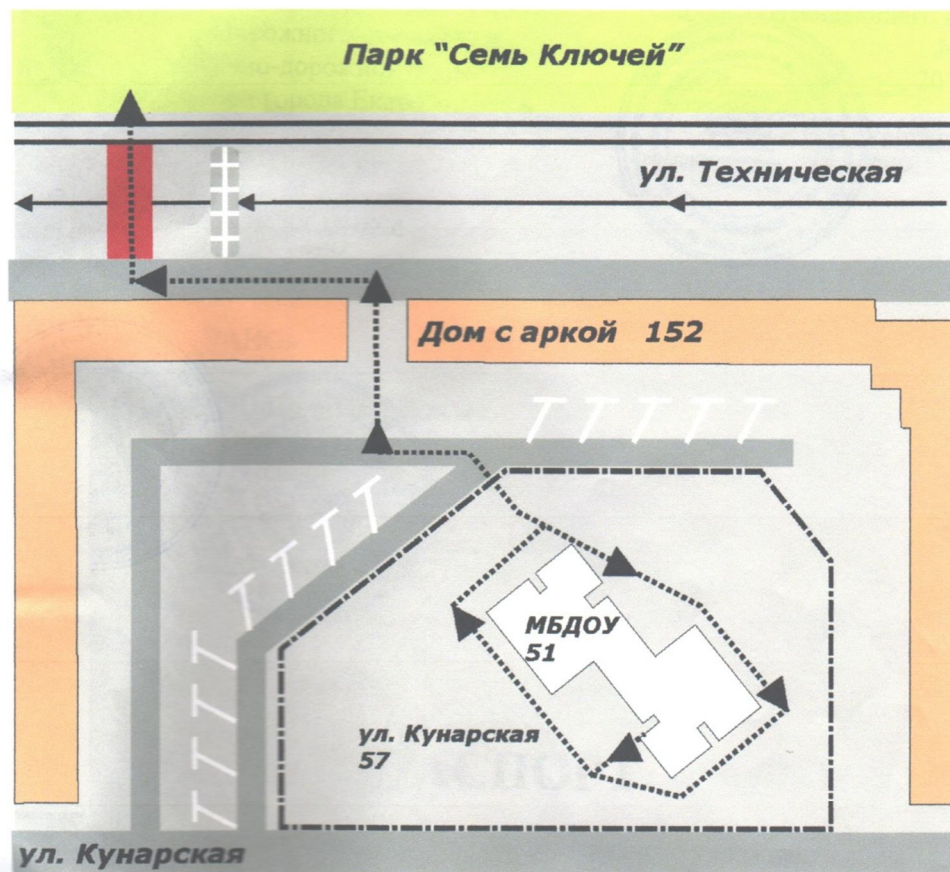 Парк “Семь Ключей”
ул. Техническая
Дом с аркой 152
МБДОУ
51
ул. Кунарская
57
ул. Кунарская